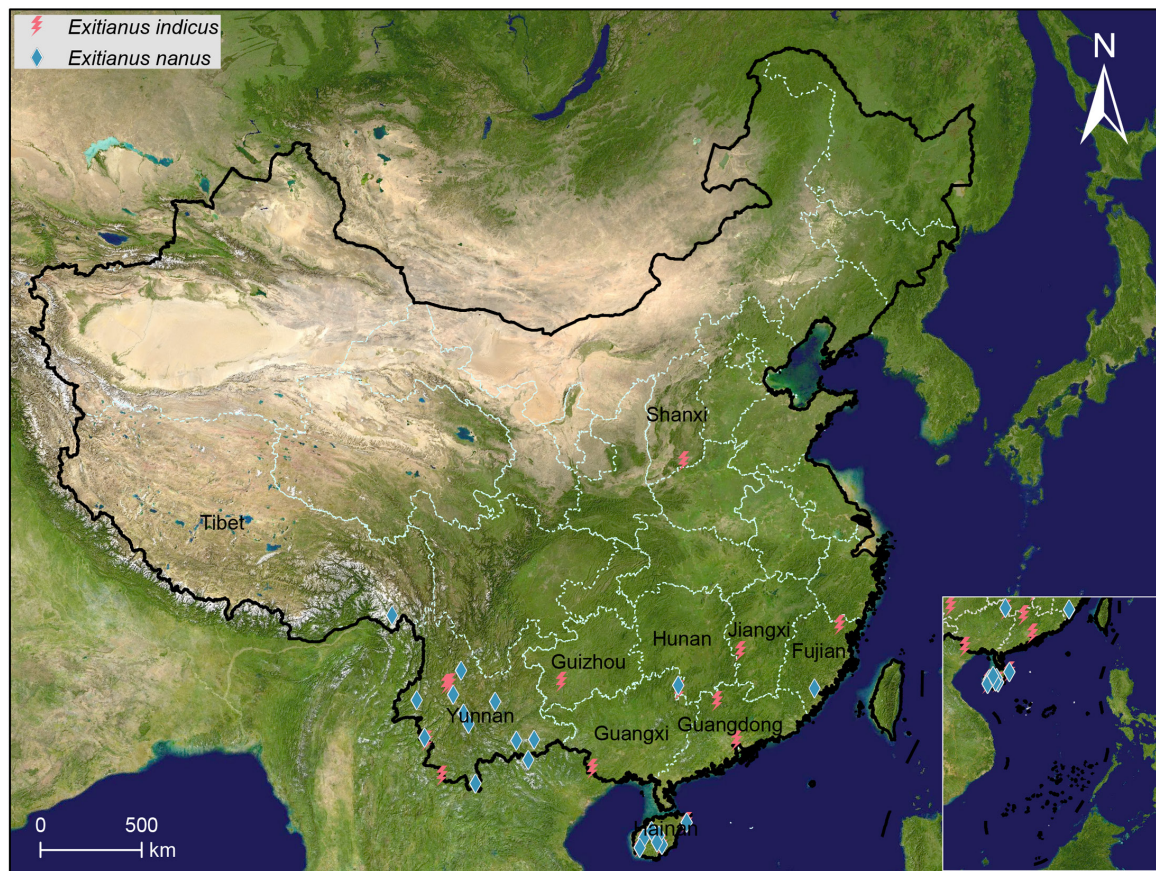 Exitianus indicus
Exitianus nanus
N
Shanxi
Tibet
Hunan
Jiangxi
Fujian
Guizhou
Yunnan
Guangxi
Guangdong
Hainan
0 500
km